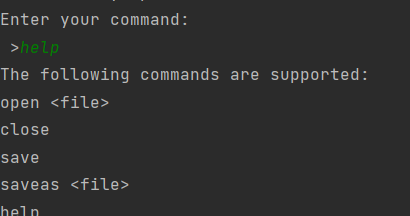 Enter your command:
>help
The following commands are supported:
open <file>
close
save
saveas <file>
help